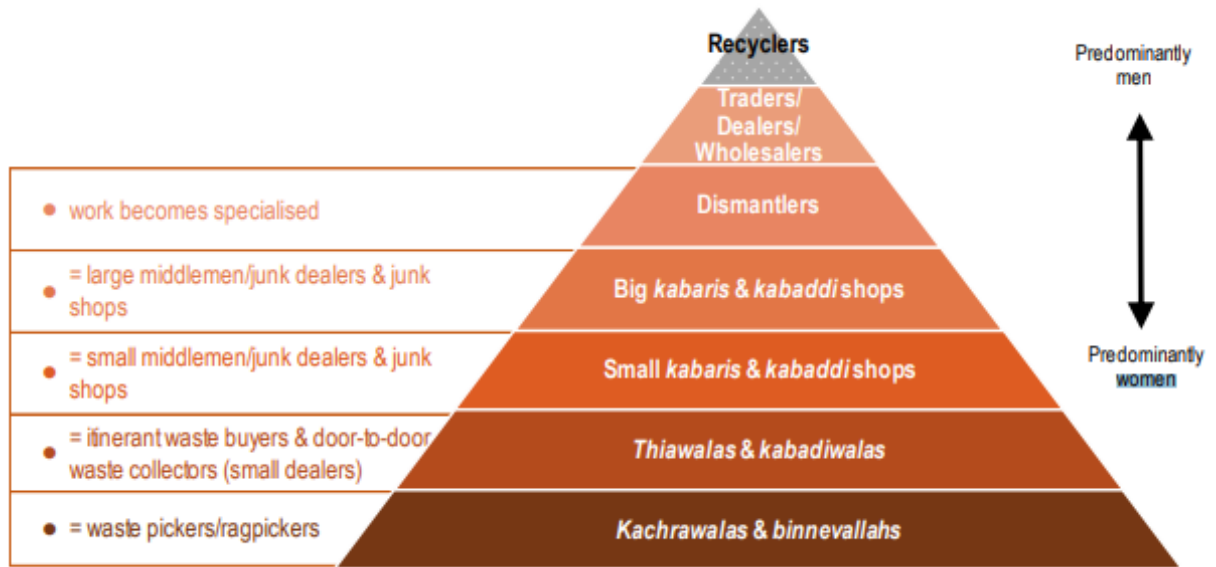 Recyclers
Predominantly
men
Traders/
Dealers/
Wholesalers
● work becomes specialised
Dismantlers
● = large middlemen/junk dealers & junk
shops
Big kabaris & kabaddi shops
● = small middlemen/junk dealers & junk
shops
Small kabaris & kabaddi shops
Predominantly
women
● = itinerant waste buyers & door-to-door
waste collectors (small dealers)
Thiawalas & kabadiwalas
● = waste pickers/ragpickers
Kachrawalas & binnevallahs